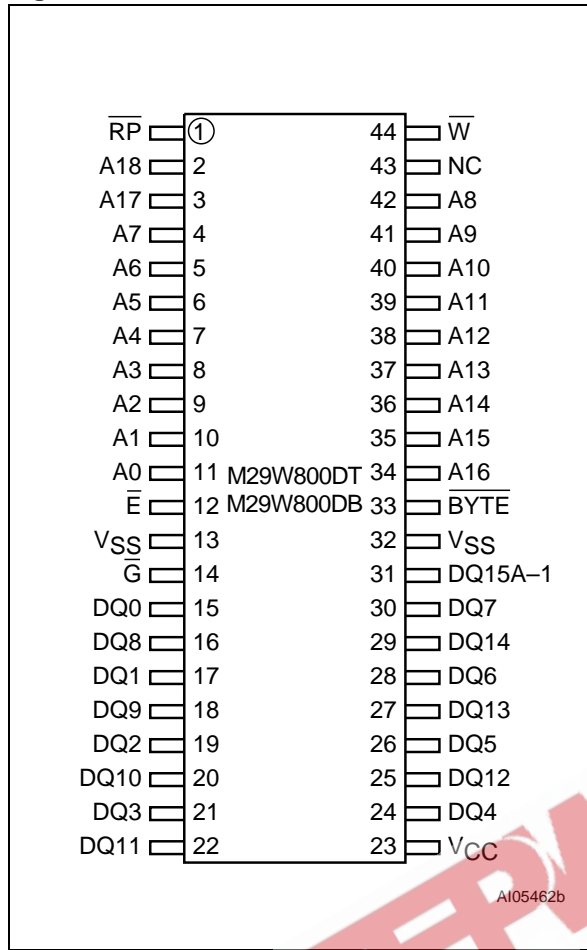 R̅P̅ 1 44 W̅
A18 2 43 NC
A17 3 42 A8
A7 4 41 A9
A6 5 40 A10
A5 6 39 A11
A4 7 38 A12
A3 8 37 A13
A2 9 36 A14
A1 10 35 A15
A0 11 M29W800DT 34 A16
E̅ 12 M29W800DB 33 B̅Y̅T̅E̅
VSS 13 32 VSS
G̅ 14 31 DQ15A–1
DQ0 15 30 DQ7
DQ8 16 29 DQ14
DQ1 17 28 DQ6
DQ9 18 27 DQ13
DQ2 19 26 DQ5
DQ10 20 25 DQ12
DQ3 21 24 DQ4
DQ11 22 23 VCC
AI05462b